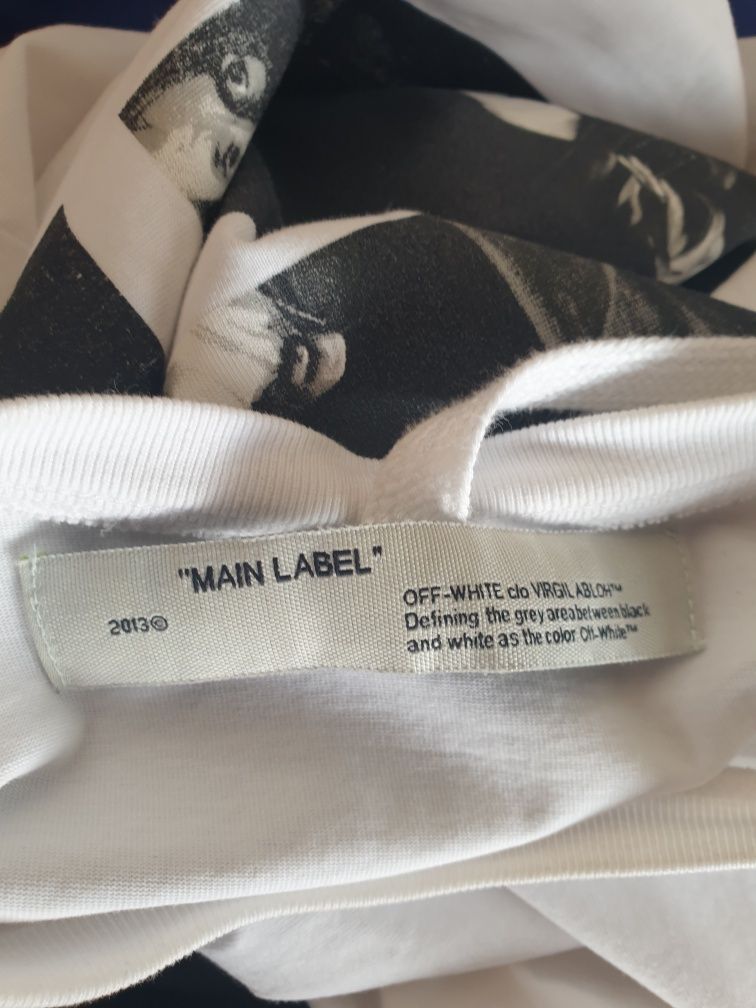 "MAIN LABEL"
2013©
OFF-WHITE c/o VIRGIL ABLOH™
Defining the grey area between black
and white as the color Off-White™